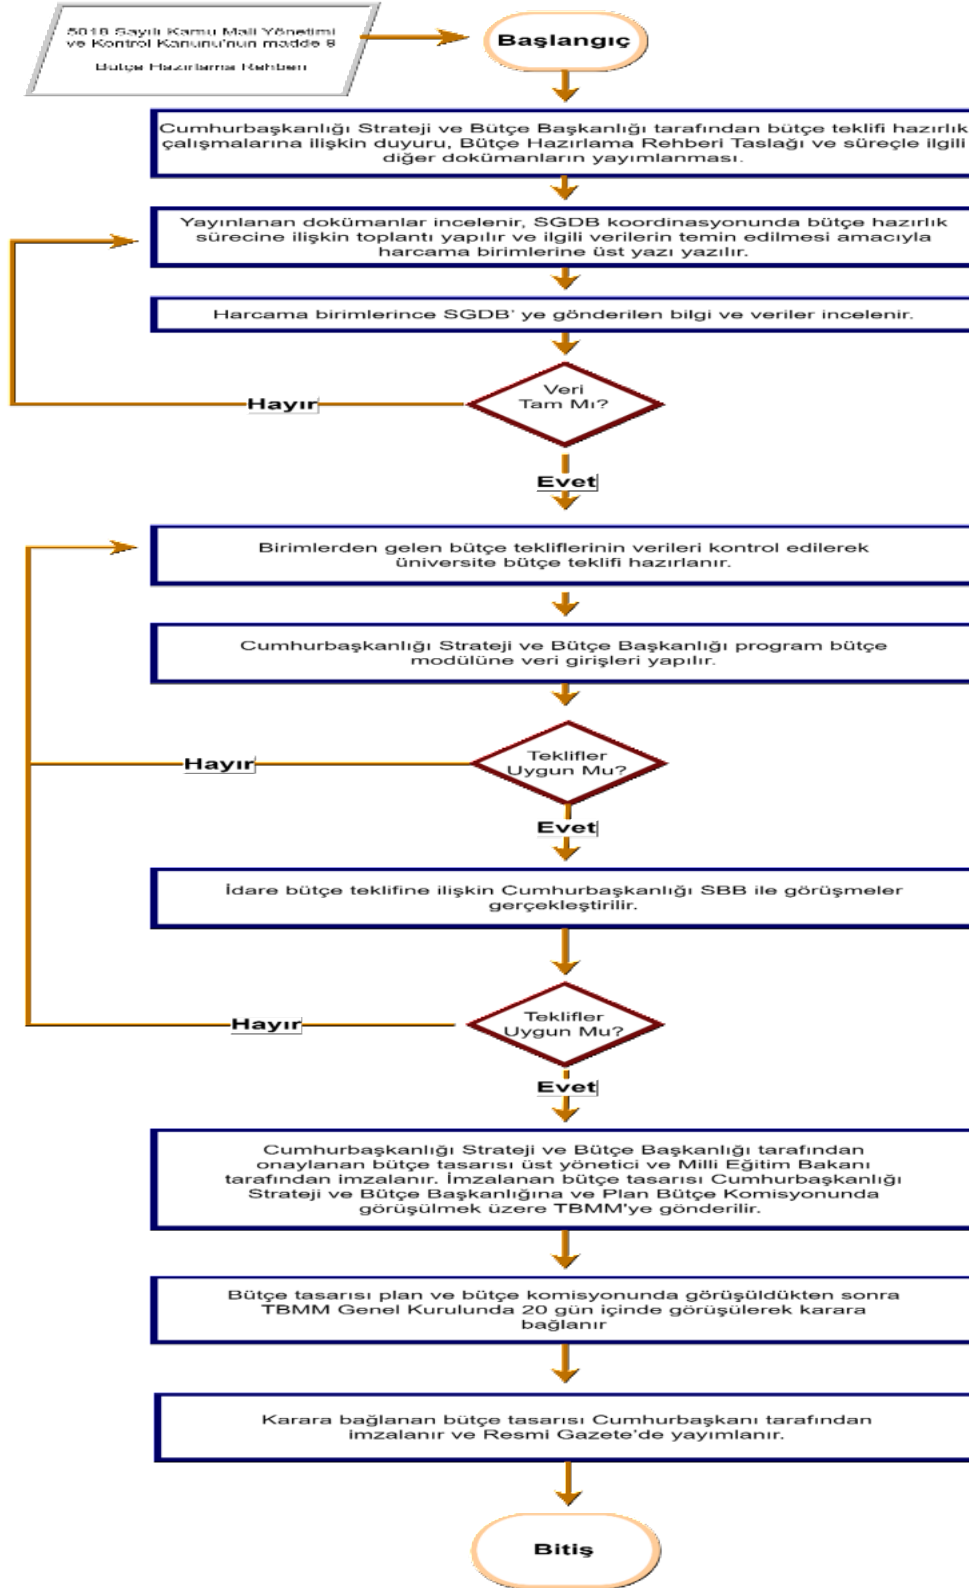 5018 Sayılı Kamu Mali Yönetimi
ve Kontrol Kanunu'nun madde 9
Bütçe Hazırlama Rehberi
Başlangıç
Cumhurbaşkanlığı Strateji ve Bütçe Başkanlığı tarafından bütçe teklifi hazırlık
çalışmalarına ilişkin duyuru, Bütçe Hazırlama Rehberi Taslağı ve süreçle ilgili
diğer dokümanların yayımlanması.
Yayınlanan dokümanlar incelenir, SGDB koordinasyonunda bütçe hazırlık
sürecine ilişkin toplantı yapılır ve ilgili verilerin temin edilmesi amacıyla
harcama birimlerine üst yazı yazılır.
Harcama birimlerince SGDB' ye gönderilen bilgi ve veriler incelenir.
Veri
Tam Mı?
Hayır
Evet
Birimlerden gelen bütçe tekliflerinin verileri kontrol edilerek
üniversite bütçe teklifi hazırlanır.
Cumhurbaşkanlığı Strateji ve Bütçe Başkanlığı program bütçe
modülüne veri girişleri yapılır.
Teklifler
Uygun Mu?
Hayır
Evet
İdare bütçe teklifine ilişkin Cumhurbaşkanlığı SBB ile görüşmeler
gerçekleştirilir.
Teklifler
Uygun Mu?
Hayır
Evet
Cumhurbaşkanlığı Strateji ve Bütçe Başkanlığı tarafından
onaylanan bütçe tasarısı üst yönetici ve Milli Eğitim Bakanı
tarafından imzalanır. İmzalanan bütçe tasarısı Cumhurbaşkanlığı
Strateji ve Bütçe Başkanlığına ve Plan Bütçe Komisyonunda
görüşülmek üzere TBMM'ye gönderilir.
Bütçe tasarısı plan ve bütçe komisyonunda görüşüldükten sonra
TBMM Genel Kurulunda 20 gün içinde görüşülerek karara
bağlanır
Karara bağlanan bütçe tasarısı Cumhurbaşkanı tarafından
imzalanır ve Resmi Gazete'de yayımlanır.
Bitiş